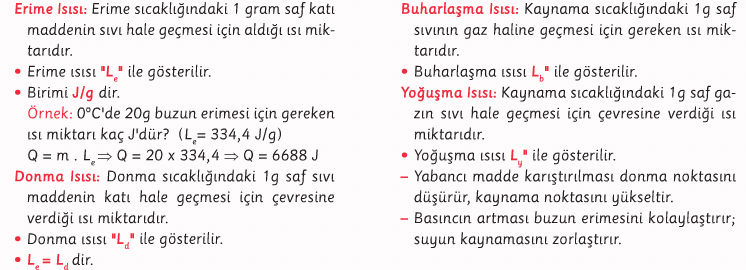 Erime Isısı: Erime sıcaklığındaki 1 gram saf katı
maddenin sıvı hale geçmesi için aldığı ısı mik-
tarıdır.
• Erime ısısı "Lₑ" ile gösterilir.
• Birimi J/g dir.
Örnek: 0°C'de 20g buzun erimesi için gereken
ısı miktarı kaç J'dür? (Lₑ= 334,4 J/g)
Q = m . Lₑ ⇒ Q = 20 x 334,4 ⇒ Q = 6688 J
Donma Isısı: Donma sıcaklığındaki 1g saf sıvı
maddenin katı hale geçmesi için çevresine
verdiği ısı miktarıdır.
• Donma ısısı "L_d" ile gösterilir.
• Lₑ = L_d dir.
Buharlaşma Isısı: Kaynama sıcaklığındaki 1g saf
sıvının gaz haline geçmesi için gereken ısı mik-
tarıdır.
• Buharlaşma ısısı L_b" ile gösterilir.
Yoğuşma Isısı: Kaynama sıcaklığındaki 1g saf ga-
zın sıvı hale geçmesi için çevresine verdiği ısı
miktarıdır.
• Yoğuşma ısısı L_y" ile gösterilir.
– Yabancı madde karıştırılması donma noktasını
düşürür, kaynama noktasını yükseltir.
– Basıncın artması buzun erimesini kolaylaştırır;
suyun kaynamasını zorlaştırır.